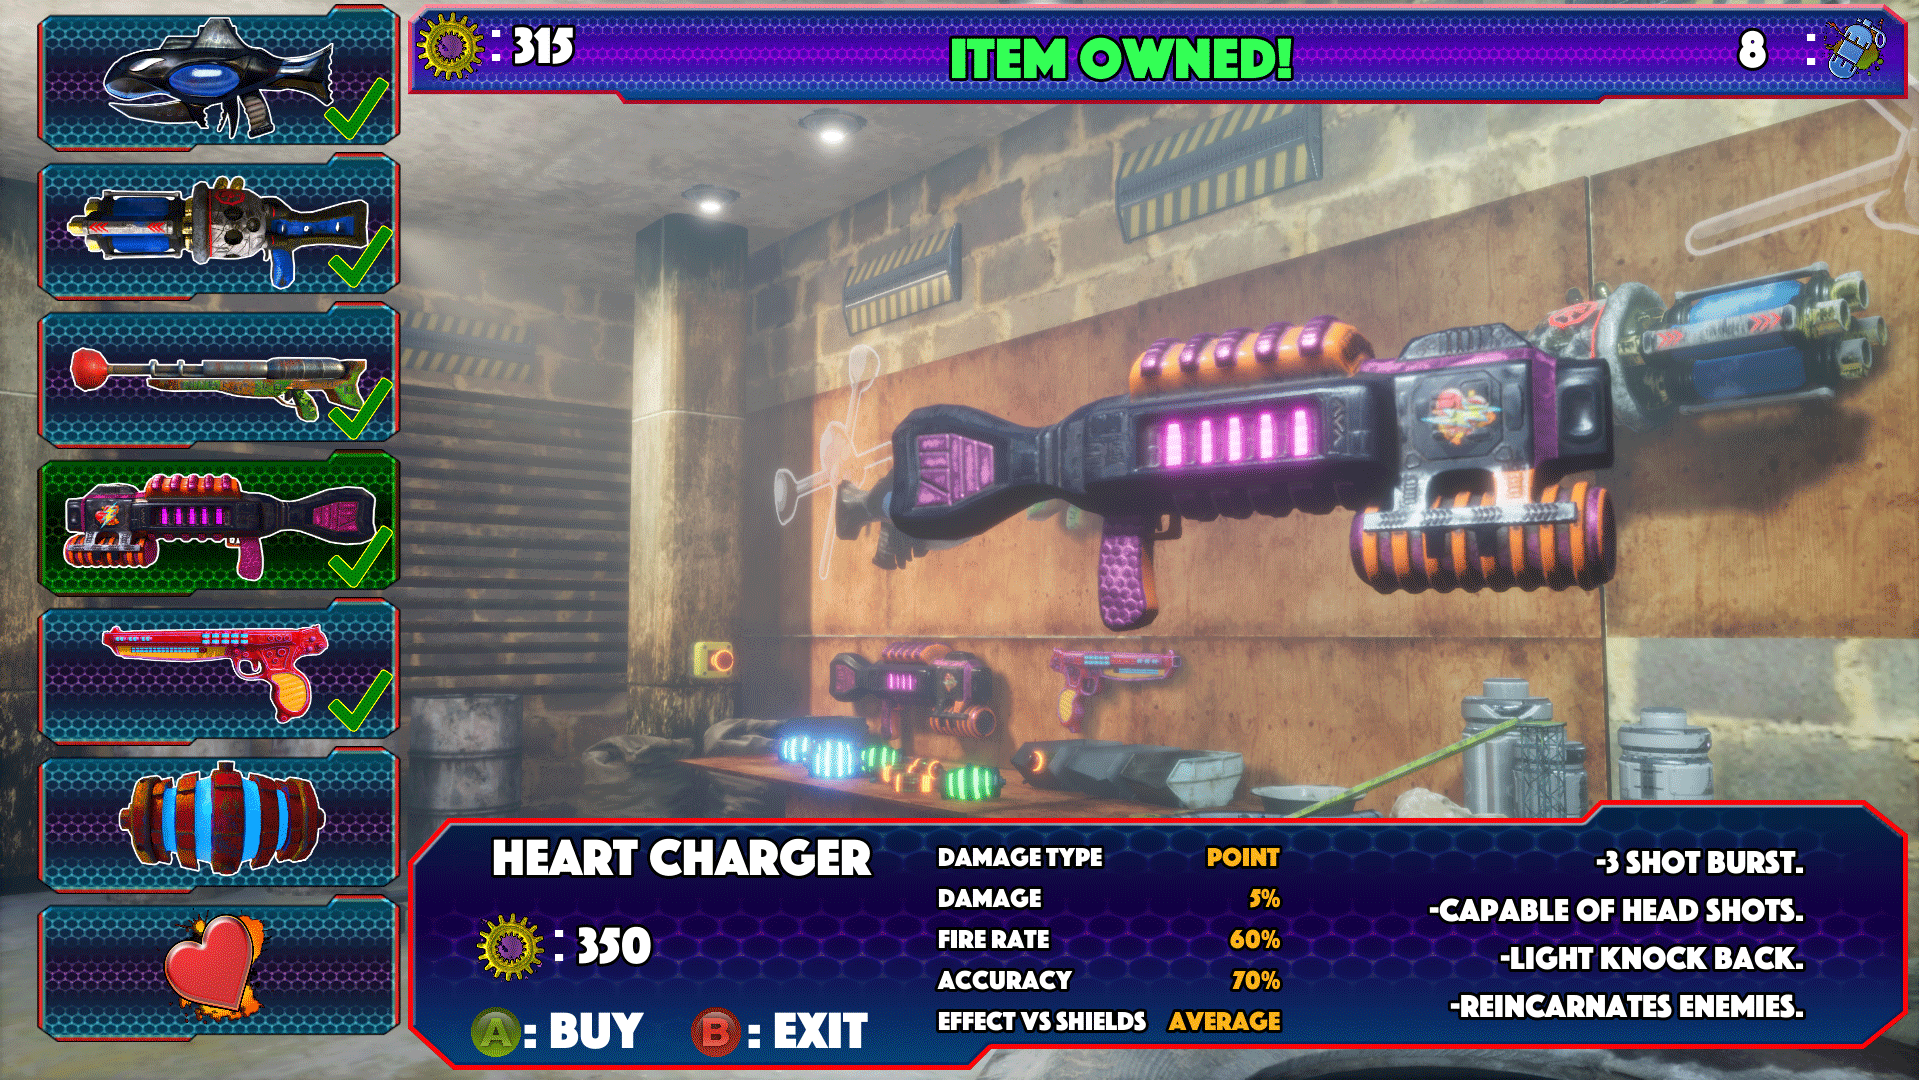 : 315
ITEM OWNED!
8 :
HEART CHARGER
: 350
A : BUY
B : EXIT
DAMAGE TYPE POINT
DAMAGE 5%
FIRE RATE 60%
ACCURACY 70%
EFFECT VS SHIELDS AVERAGE
-3 SHOT BURST.
-CAPABLE OF HEAD SHOTS.
-LIGHT KNOCK BACK.
-REINCARNATES ENEMIES.